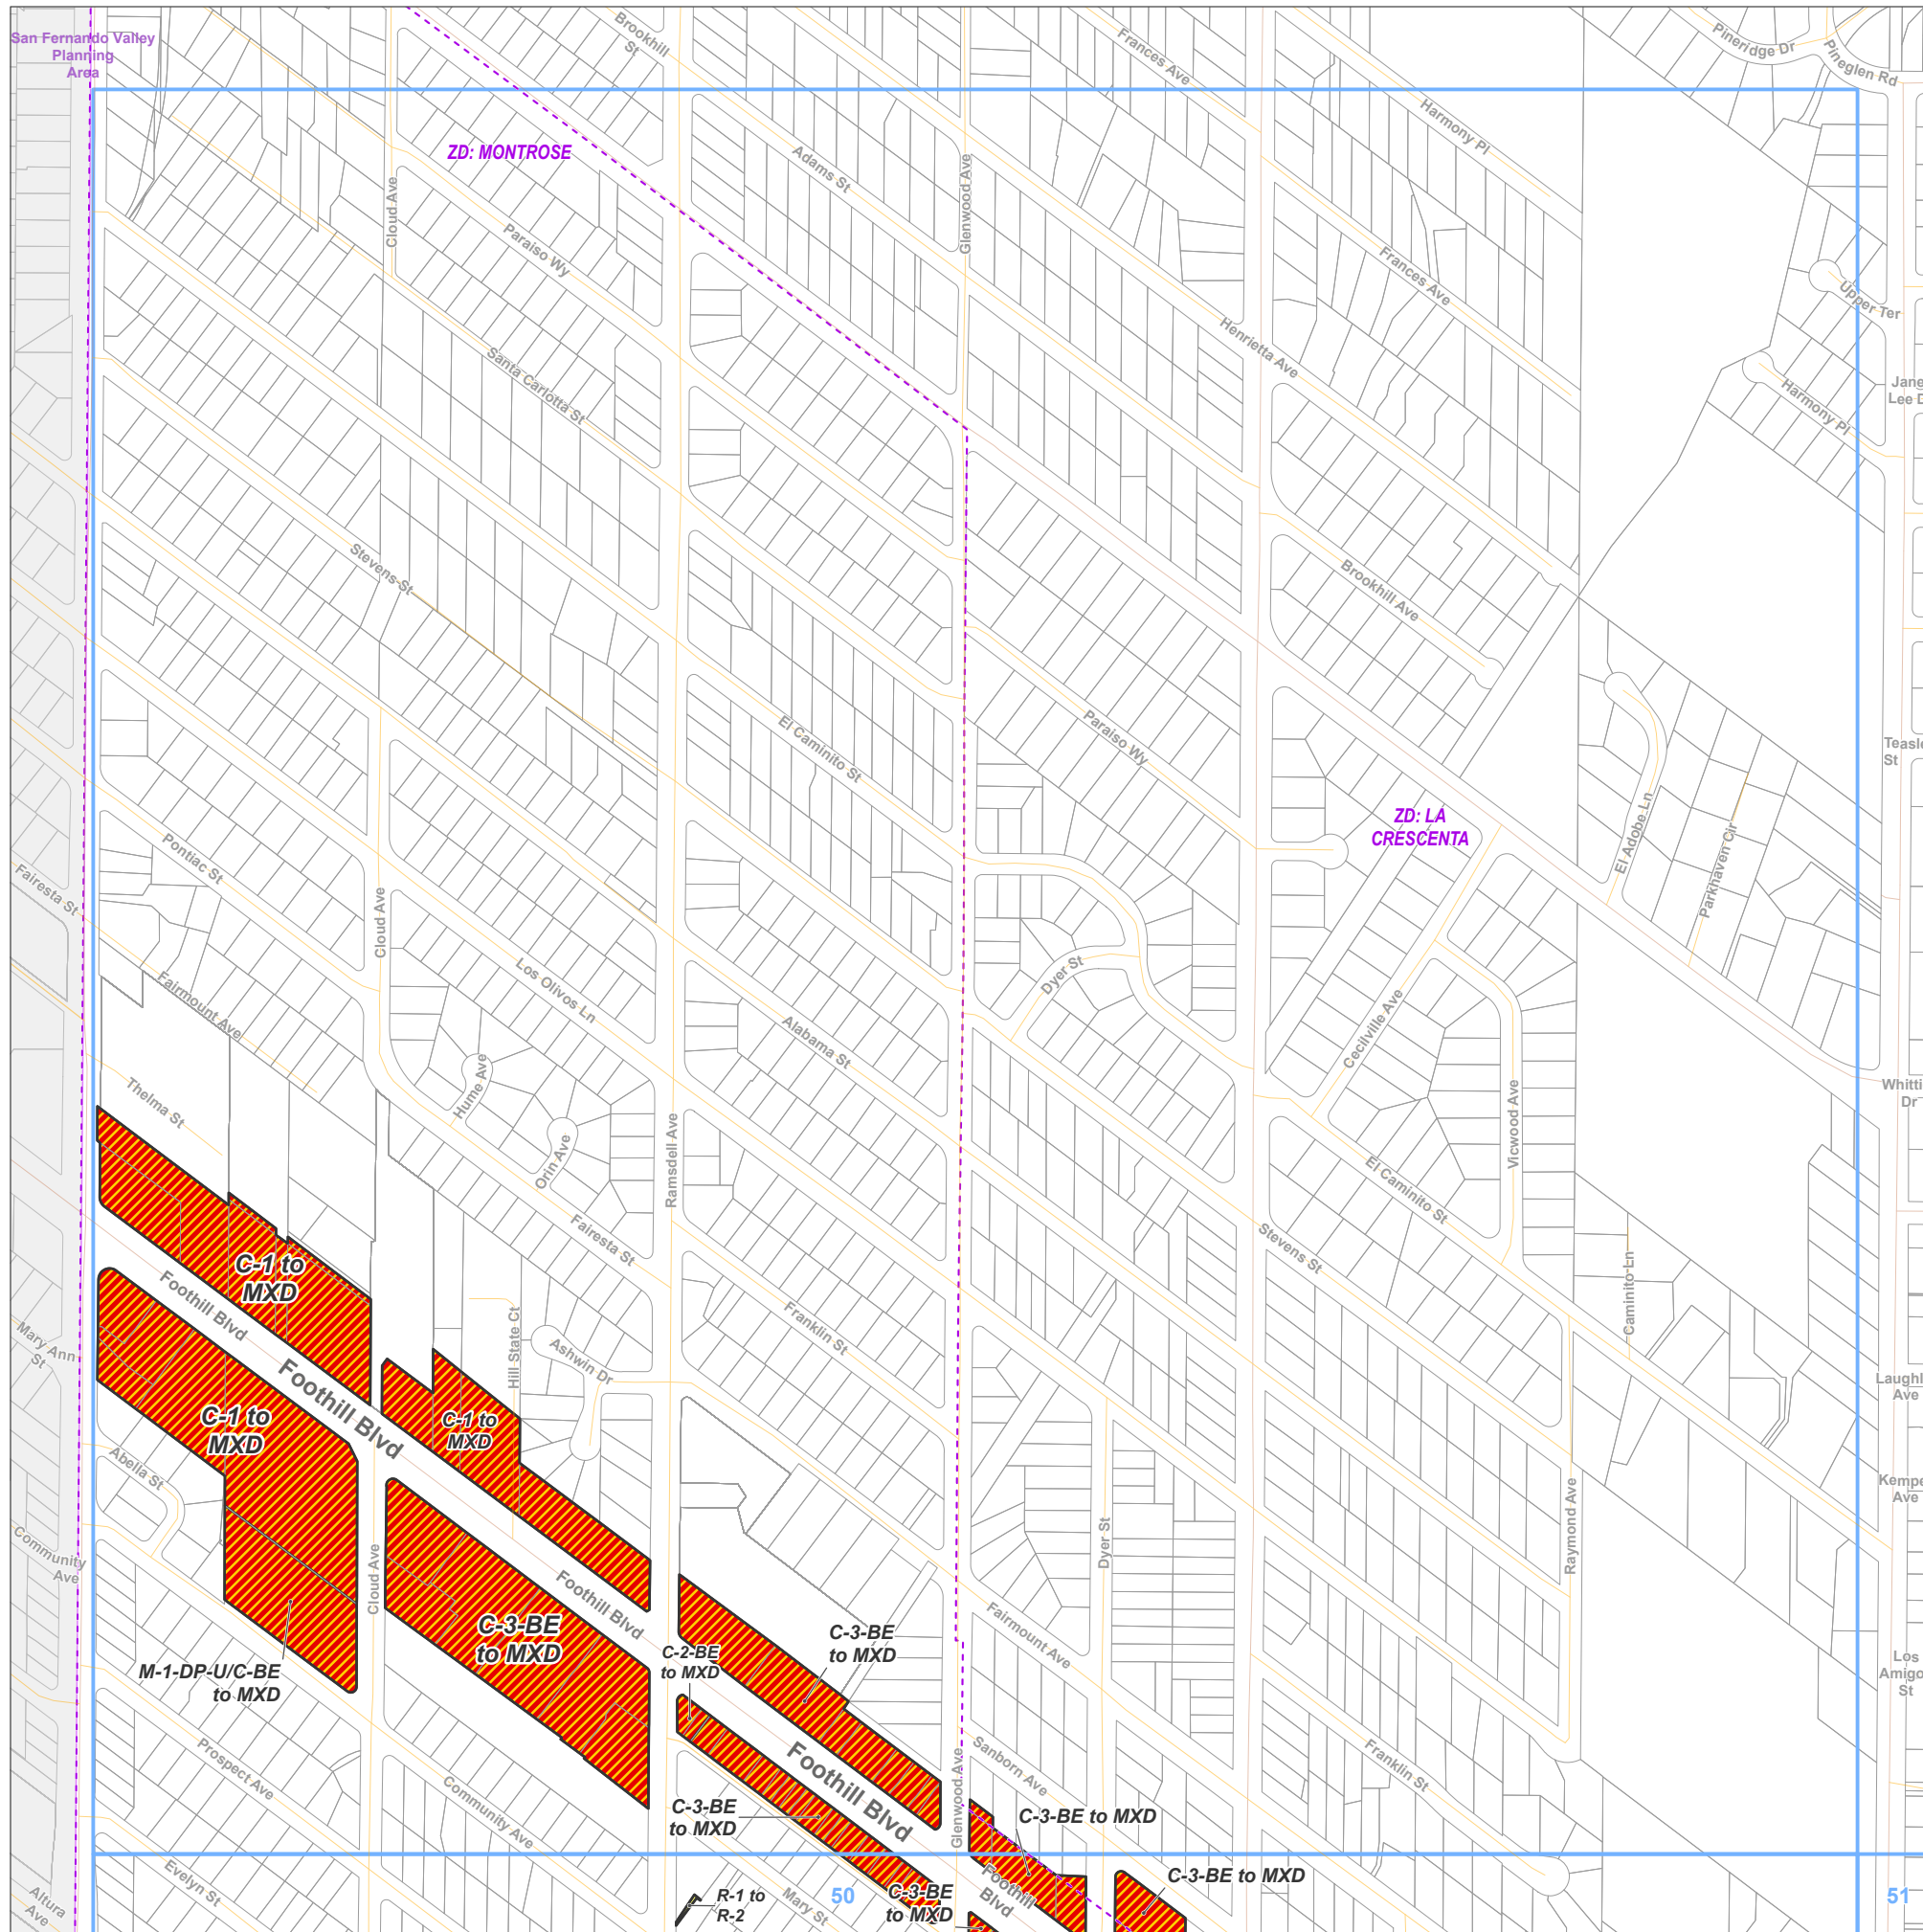 San Fernando Valley
Planning
Area
Brookhill
St
Frances Ave
Pineridge Dr
Pineglen Rd
Harmony Pl
ZD: MONTROSE
Adams St
Glenwood Ave
Cloud Ave
Paraiso Wy
Frances Ave
Upper Ter
Henrietta Ave
Santa Carlotta St
Harmony Pl
Stevens St
Brookhill Ave
El Caminito St
Paraiso Wy
St
ZD: LA
CRESCENTA
El Adobe Ln
Parkhaven Cir
Pontiac St
Fairesta St
Cloud Ave
Los Olivos Ln
Dyer St
Fairmount Ave
Alabama St
Cecilville Ave
Hume Ave
Thelma St
Dr
Orin Ave
Ramsdell Ave
Vicwood Ave
El Caminito St
Fairesta St
Stevens St
C-1 to
MXD
Foothill Blvd
Caminito Ln
Franklin St
Hill State Ct
Mary Ann
St
Ashwin Dr
Foothill Blvd
Ave
C-1 to
MXD
C-1 to
MXD
Abella St
Ave
Raymond Ave
Community
Ave
Cloud Ave
Dyer St
Foothill Blvd
C-3-BE
to MXD
Fairmount Ave
C-3-BE
to MXD
C-2-BE
to MXD
M-1-DP-U/C-BE
to MXD
Los
St
Prospect Ave
Sanborn Ave
Franklin St
Foothill Blvd
Glenwood Ave
Community Ave
C-3-BE
to MXD
C-3-BE to MXD
Evelyn St
C-3-BE to MXD
Foothill
Blvd
Altura
Ave
R-1 to
R-2
Mary St
50
C-3-BE
to MXD
51